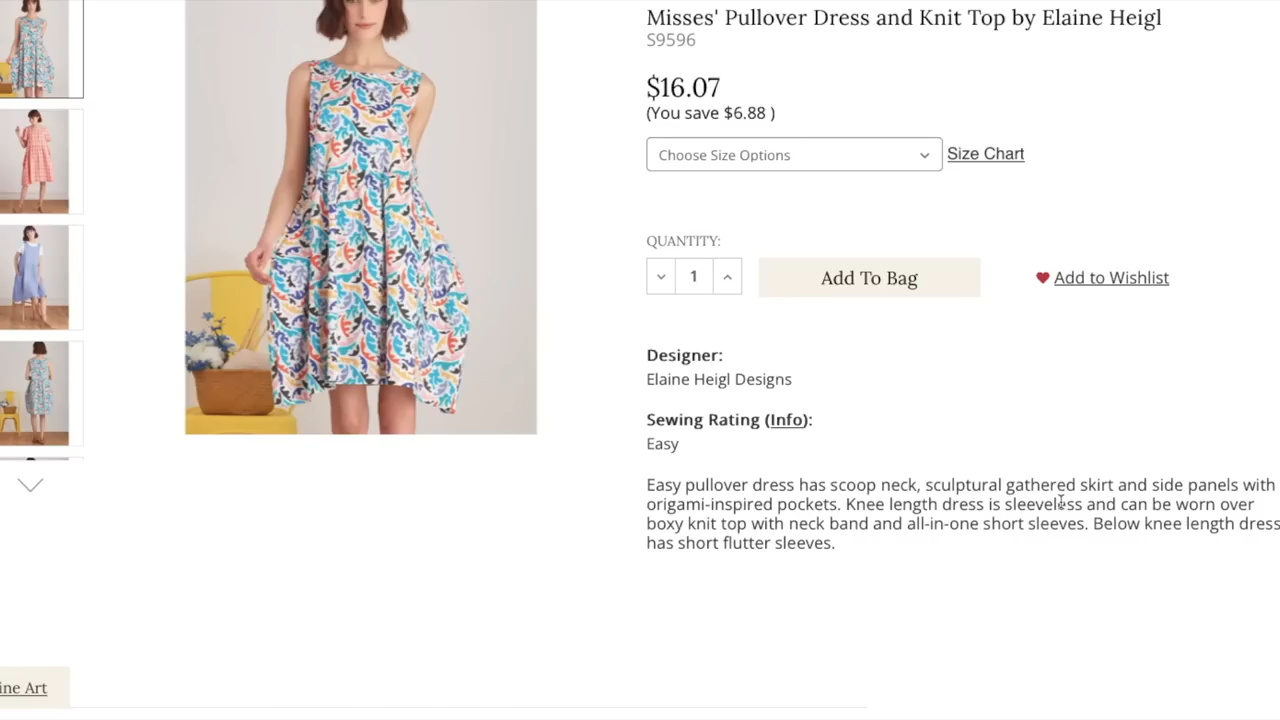 Misses' Pullover Dress and Knit Top by Elaine Heigl
S9596
$16.07
(You save $6.88 )
Choose Size Options
Size Chart
QUANTITY:
1
Add To Bag
Add to Wishlist
Designer:
Elaine Heigl Designs
Sewing Rating (Info):
Easy
Easy pullover dress has scoop neck, sculptural gathered skirt and side panels with
origami-inspired pockets. Knee length dress is sleeveless and can be worn over
boxy knit top with neck band and all-in-one short sleeves. Below knee length dress
has short flutter sleeves.
ine Art